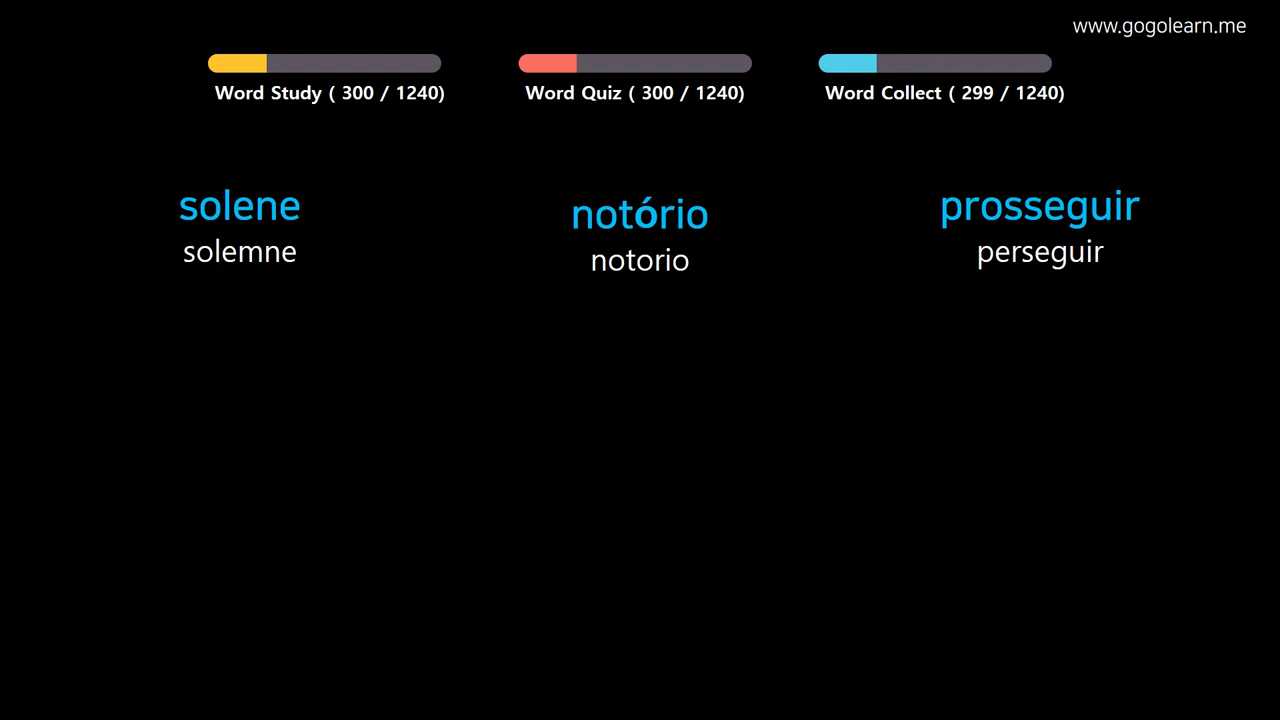 www.gogolearn.me
Word Study ( 300 / 1240)
Word Quiz ( 300 / 1240)
Word Collect ( 299 / 1240)
solene
solemne
notório
notorio
prosseguir
perseguir